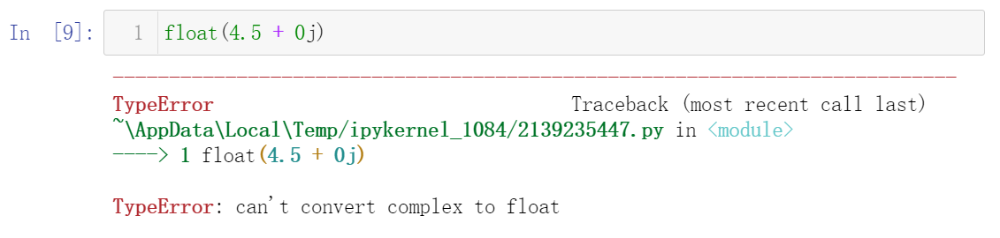 In [9]: 1 float(4.5 + 0j)
---------------------------------------------------------------------------
TypeError Traceback (most recent call last)
~\AppData\Local\Temp/ipykernel_1084/2139235447.py in <module>
----> 1 float(4.5 + 0j)
TypeError: can't convert complex to float